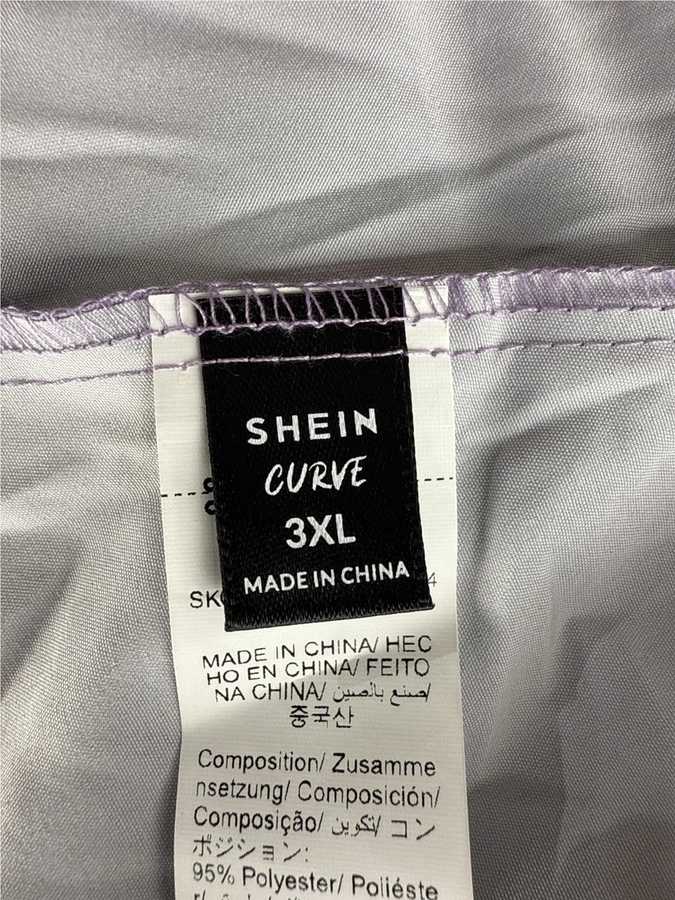 SHEIN
CURVE
3XL
MADE IN CHINA
MADE IN CHINA/ HEC
HO EN CHINA/ FEITO
NA CHINA/ صنع بالصين/
중국산
Composition/ Zusamme
nsetzung/ Composición/
Composição/ تكوين/ コン
ポジション:
95% Polyester/ Poliéste